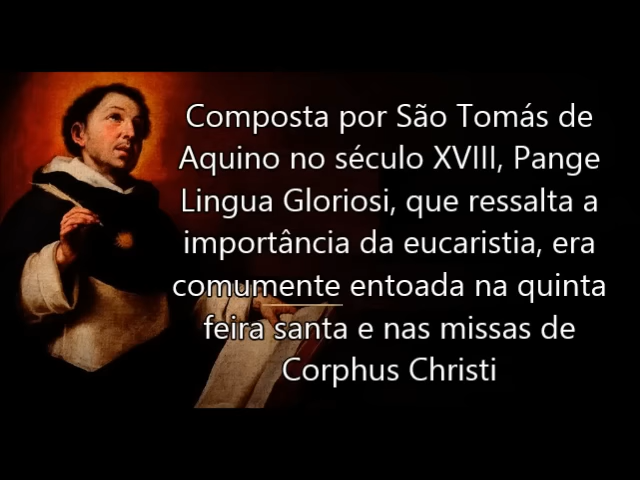 Composta por São Tomás de
Aquino no século XVIII, Pange
Lingua Gloriosi, que ressalta a
importância da eucaristia, era
comumente entoada na quinta
feira santa e nas missas de
Corphus Christi